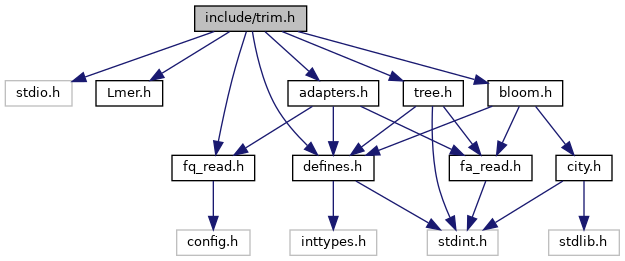 include/trim.h
stdio.h
Lmer.h
adapters.h
tree.h
bloom.h
fq_read.h
defines.h
fa_read.h
city.h
config.h
inttypes.h
stdint.h
stdlib.h